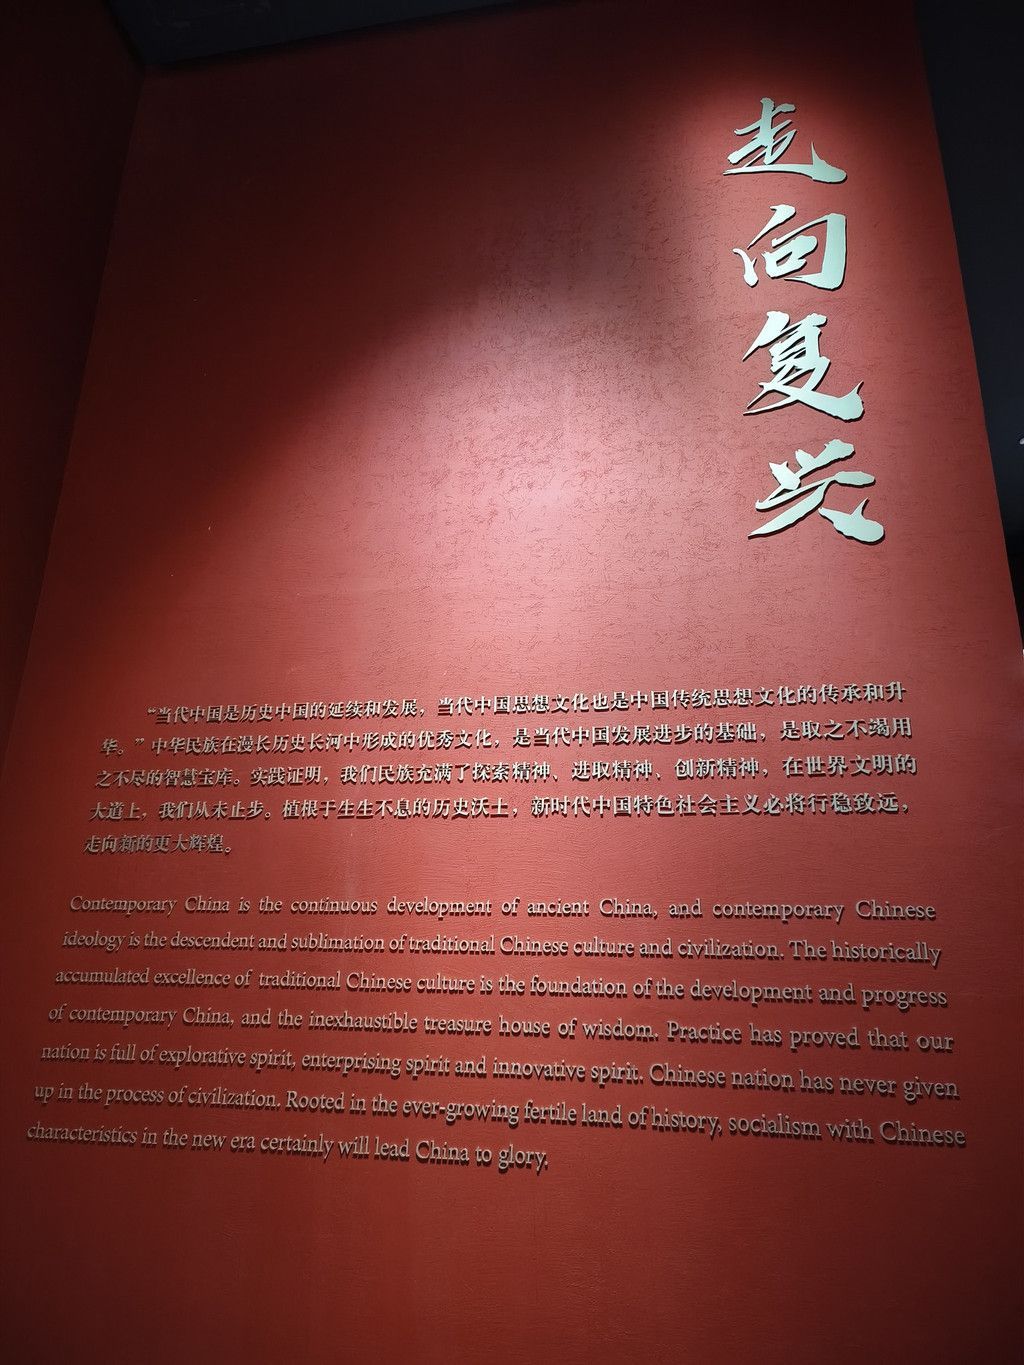 走向复兴
“当代中国是历史中国的延续和发展，当代中国思想文化也是中国传统思想文化的传承和升
华。”中华民族在漫长历史长河中形成的优秀文化，是当代中国发展进步的基础，是取之不竭用
之不尽的智慧宝库。实践证明，我们民族充满了探索精神、进取精神、创新精神，在世界文明的
大道上，我们从未止步。植根于生生不息的历史沃土，新时代中国特色社会主义必将行稳致远，
走向新的更大辉煌。
Contemporary China is the continuous development of ancient China, and contemporary Chinese
ideology is the descendent and sublimation of traditional Chinese culture and civilization. The historically
accumulated excellence of traditional Chinese culture is the foundation of the development and progress
of contemporary China, and the inexhaustible treasure house of wisdom. Practice has proved that our
nation is full of explorative spirit, enterprising spirit and innovative spirit. Chinese nation has never given
up in the process of civilization. Rooted in the ever-growing fertile land of history, socialism with Chinese
characteristics in the new era certainly will lead China to glory.